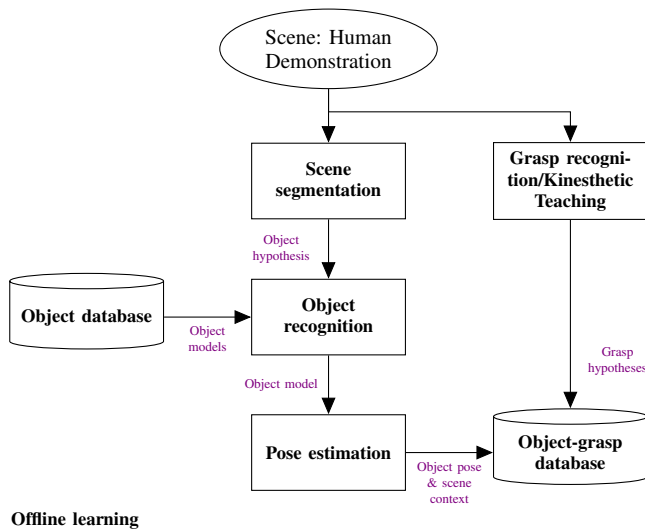 Scene: Human
Demonstration
Scene
segmentation
Grasp recogni-
tion/Kinesthetic
Teaching
Object
hypothesis
Object database
Object
models
Object
recognition
Grasp
hypotheses
Object model
Pose estimation
Object pose
& scene
context
Object-grasp
database
Offline learning